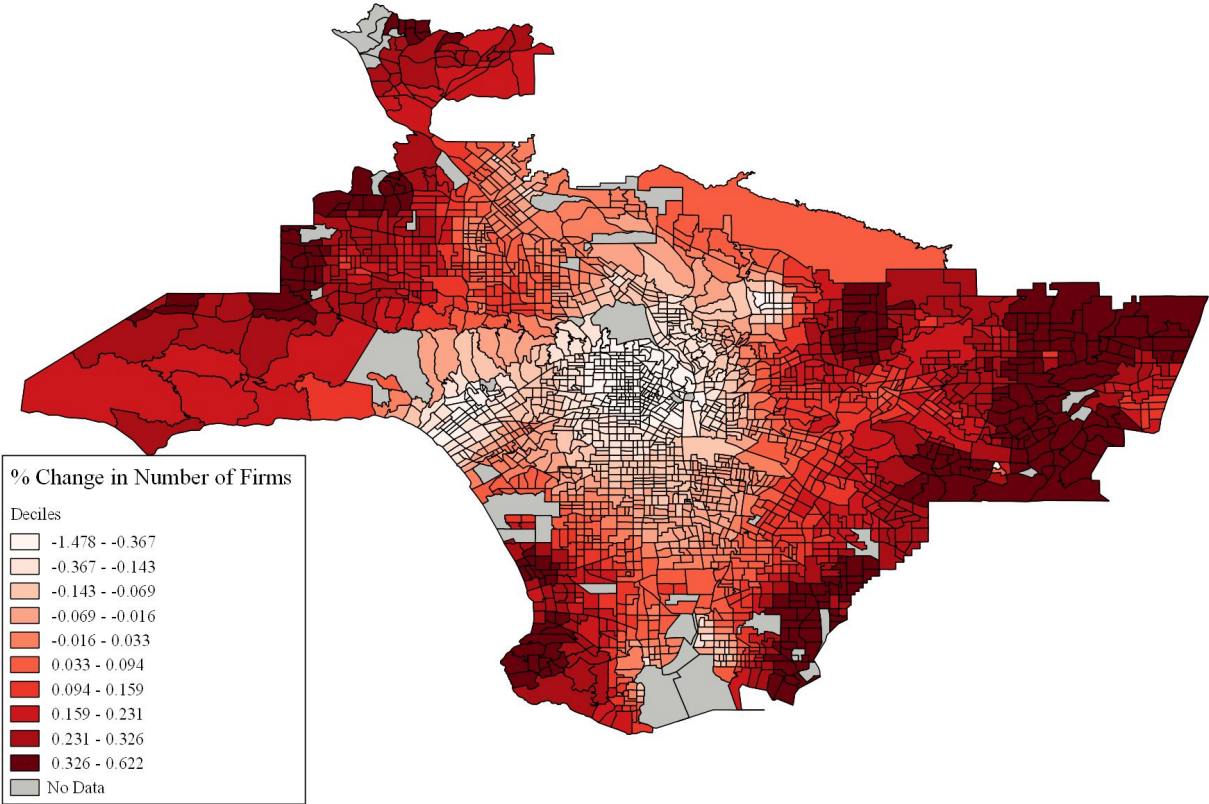 % Change in Number of Firms
Deciles
-1.478 - -0.367
-0.367 - -0.143
-0.143 - -0.069
-0.069 - -0.016
-0.016 - 0.033
0.033 - 0.094
0.094 - 0.159
0.159 - 0.231
0.231 - 0.326
0.326 - 0.622
No Data